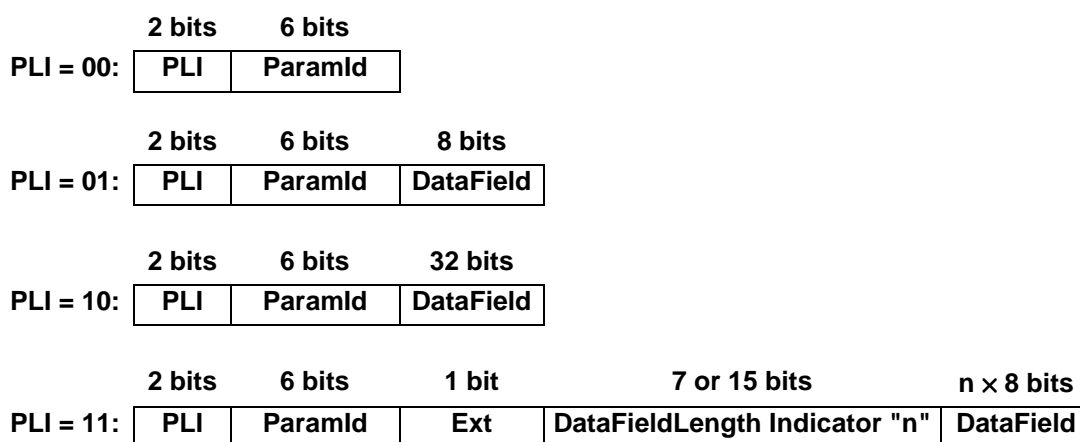 2 bits 6 bits
PLI = 00: PLI ParamId
2 bits 6 bits 8 bits
PLI = 01: PLI ParamId DataField
2 bits 6 bits 32 bits
PLI = 10: PLI ParamId DataField
2 bits 6 bits 1 bit 7 or 15 bits n × 8 bits
PLI = 11: PLI ParamId Ext DataFieldLength Indicator "n" DataField